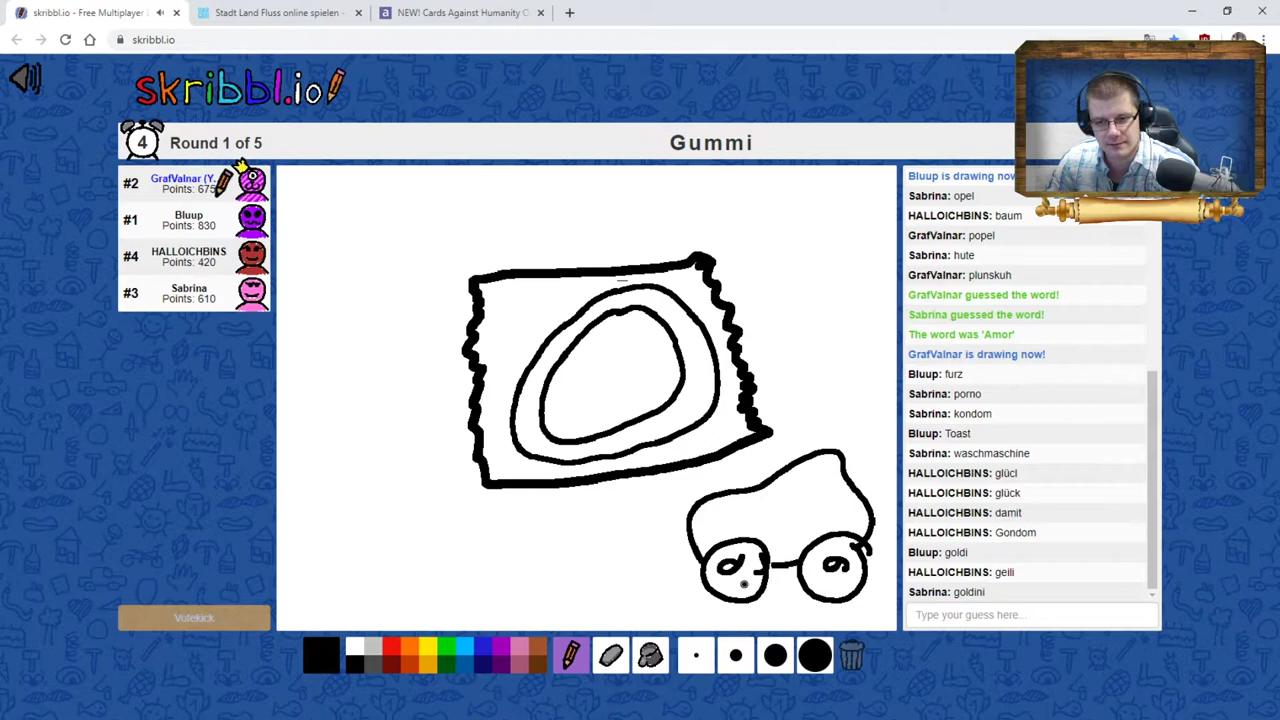 skribbl.io - Free Multiplayer
Stadt Land Fluss online spielen -
NEW! Cards Against Humanity O
skribbl.io
skribbl.io
4
Round 1 of 5
Gummi
#2
GrafValnar (Y.
Points: 675
#1
Bluup
Points: 830
#4
HALLOICHBINS
Points: 420
#3
Sabrina
Points: 610
Votekick
Bluup is drawing now
Sabrina: opel
HALLOICHBINS: baum
GrafValnar: popel
Sabrina: hute
GrafValnar: plunskuh
GrafValnar guessed the word!
Sabrina guessed the word!
The word was 'Amor'
GrafValnar is drawing now!
Bluup: furz
Sabrina: porno
Sabrina: kondom
Bluup: Toast
Sabrina: waschmaschine
HALLOICHBINS: glücl
HALLOICHBINS: glück
HALLOICHBINS: damit
HALLOICHBINS: Gondom
Bluup: goldi
HALLOICHBINS: geili
Sabrina: goldini
Type your guess here...